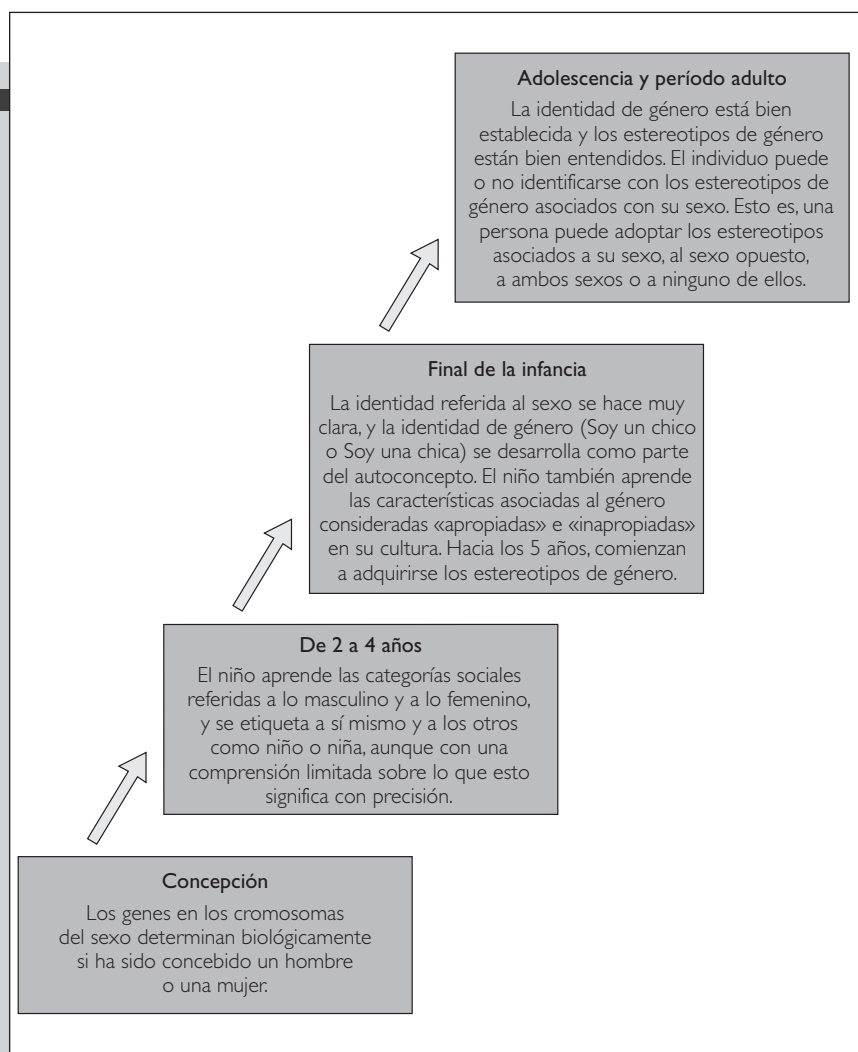 Adolescencia y período adulto
La identidad de género está bien
establecida y los estereotipos de género
están bien entendidos. El individuo puede
o no identificarse con los estereotipos de
género asociados con su sexo. Esto es, una
persona puede adoptar los estereotipos
asociados a su sexo, al sexo opuesto,
a ambos sexos o a ninguno de ellos.
Final de la infancia
La identidad referida al sexo se hace muy
clara, y la identidad de género (Soy un chico
o Soy una chica) se desarrolla como parte
del autoconcepto. El niño también aprende
las características asociadas al género
consideradas «apropiadas» e «inapropiadas»
en su cultura. Hacia los 5 años, comienzan
a adquirirse los estereotipos de género.
De 2 a 4 años
El niño aprende las categorías sociales
referidas a lo masculino y a lo femenino,
y se etiqueta a sí mismo y a los otros
como niño o niña, aunque con una
comprensión limitada sobre lo que esto
significa con precisión.
Concepción
Los genes en los cromosomas
del sexo determinan biológicamente
si ha sido concebido un hombre
o una mujer.